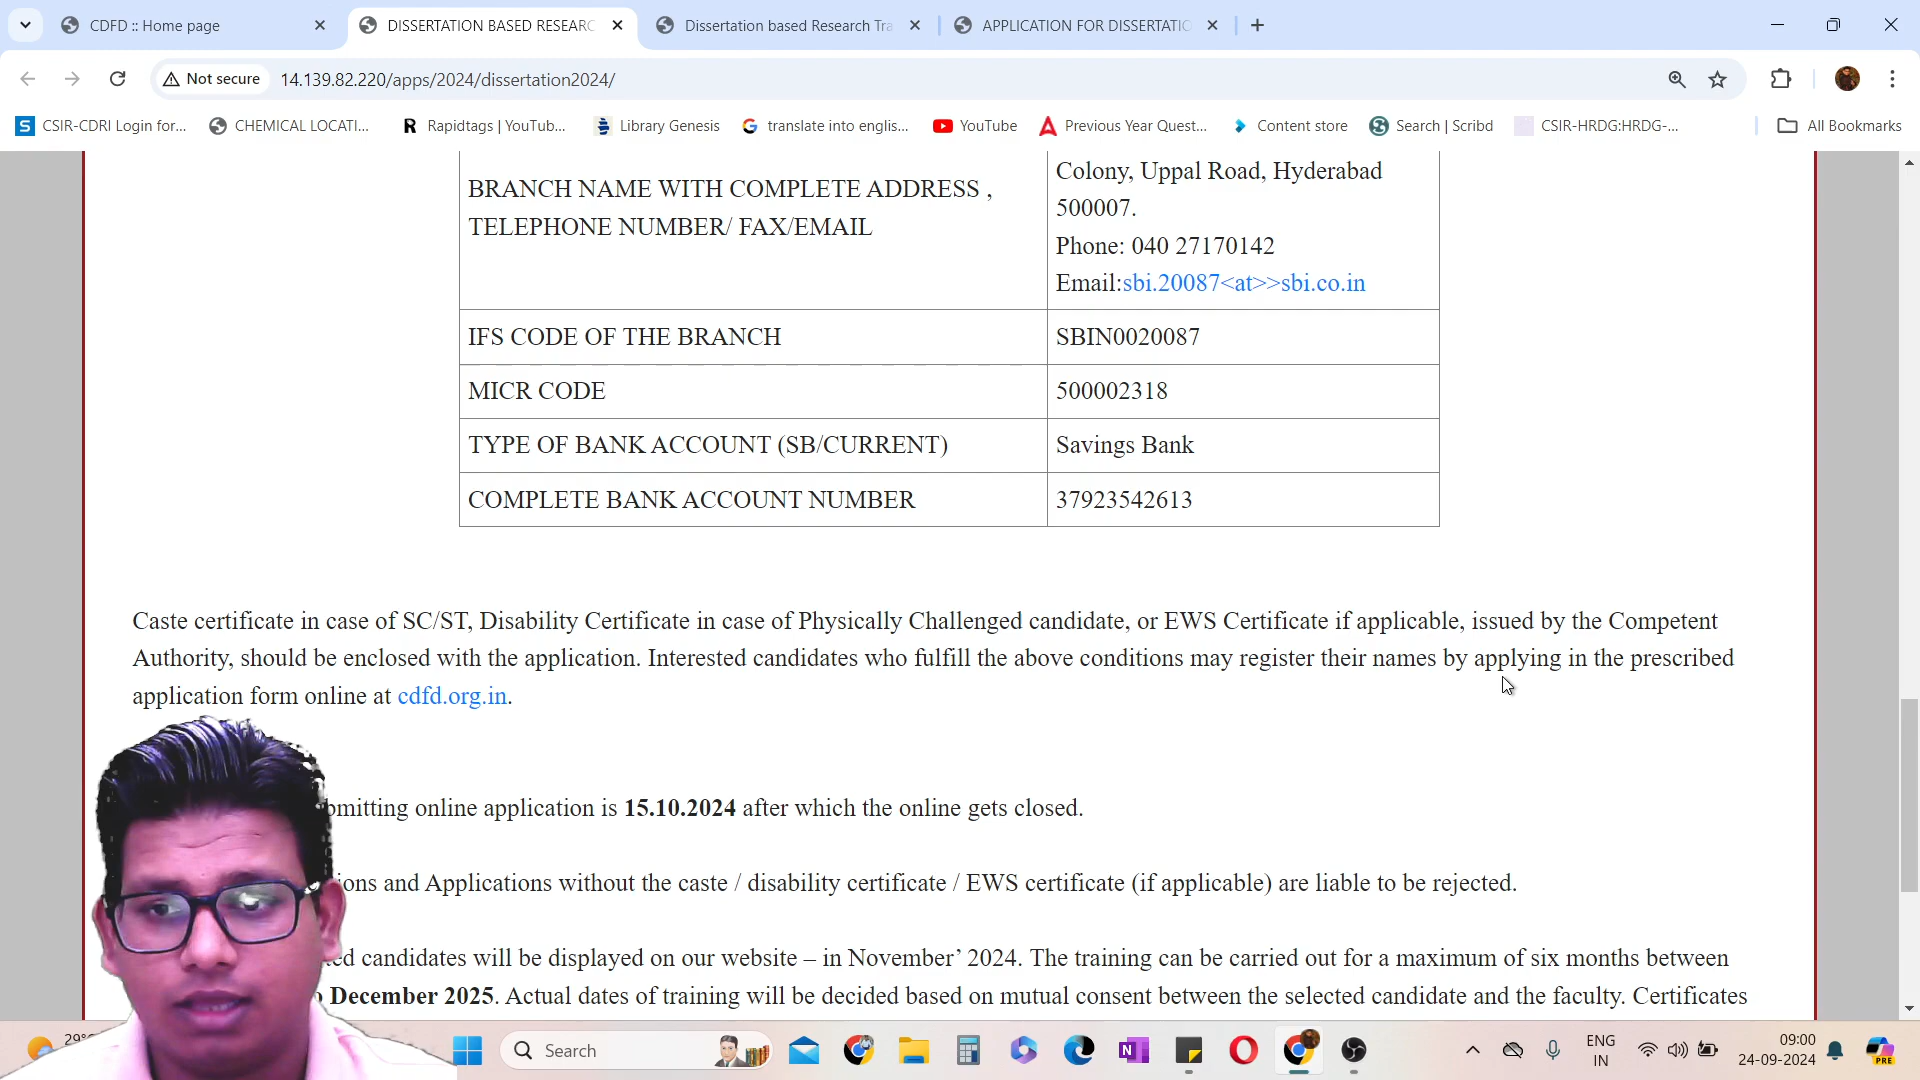 CDFD :: Home page
DISSERTATION BASED RESEARC
Dissertation based Research Tra
APPLICATION FOR DISSERTATIO
Not secure
14.139.82.220/apps/2024/dissertation2024/
CSIR-CDRI Login for...
CHEMICAL LOCATI...
Rapidtags | YouTub...
Library Genesis
translate into englis...
YouTube
Previous Year Quest...
Content store
Search | Scribd
CSIR-HRDG:HRDG-...
All Bookmarks
BRANCH NAME WITH COMPLETE ADDRESS ,
TELEPHONE NUMBER/ FAX/EMAIL
Colony, Uppal Road, Hyderabad
500007.
Phone: 040 27170142
Email:sbi.20087<at>>sbi.co.in
IFS CODE OF THE BRANCH
SBIN0020087
MICR CODE
500002318
TYPE OF BANK ACCOUNT (SB/CURRENT)
Savings Bank
COMPLETE BANK ACCOUNT NUMBER
37923542613
Caste certificate in case of SC/ST, Disability Certificate in case of Physically Challenged candidate, or EWS Certificate if applicable, issued by the Competent
Authority, should be enclosed with the application. Interested candidates who fulfill the above conditions may register their names by applying in the prescribed
application form online at cdfd.org.in.
bmitting online application is 15.10.2024 after which the online gets closed.
ions and Applications without the caste / disability certificate / EWS certificate (if applicable) are liable to be rejected.
ed candidates will be displayed on our website – in November’ 2024. The training can be carried out for a maximum of six months between
December 2025. Actual dates of training will be decided based on mutual consent between the selected candidate and the faculty. Certificates
Search
ENG
IN
09:00
24-09-2024
PRE